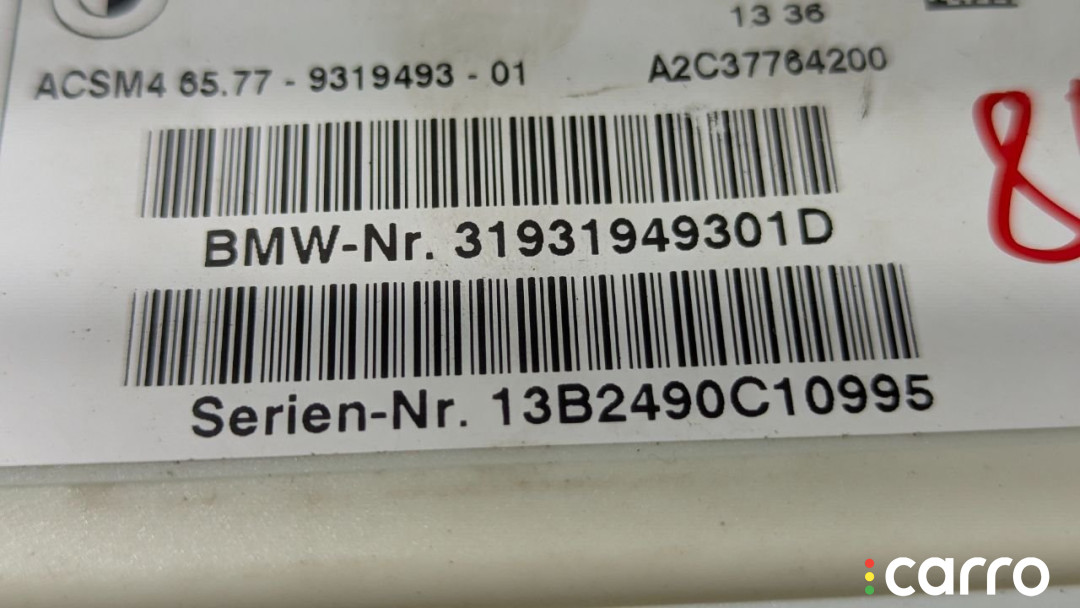 13 36
ACSM4 65.77 - 9319493 - 01 A2C37764200
BMW-Nr. 31931949301D
Serien-Nr. 13B2490C10995
carro